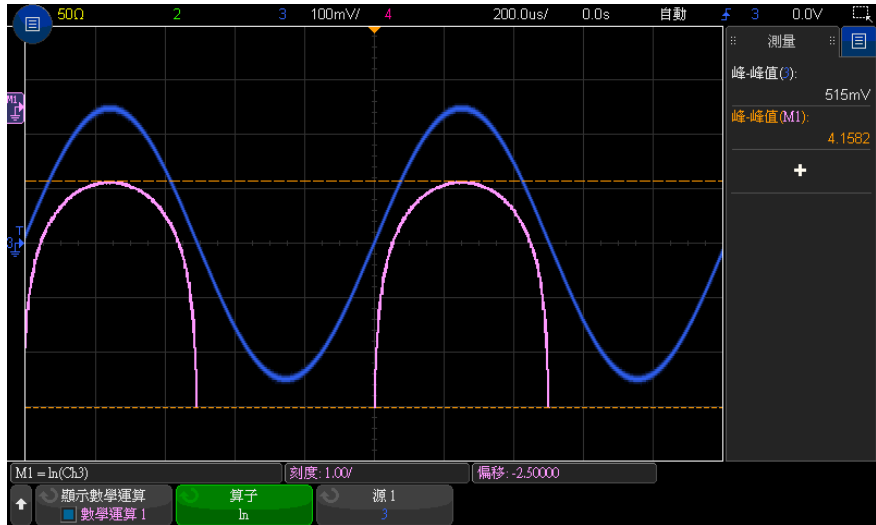 50Ω 2 3 100mV/ 4 200.0us/ 0.0s 自動 3 0.0V
測量
峰-峰值(3):
515mV
峰-峰值(M1):
4.1582
+
M1
T
3
M1 = ln(Ch3) 刻度: 1.00/ 偏移: -2.50000
顯示數學運算 算子 源 1
數學運算 1 ln 3